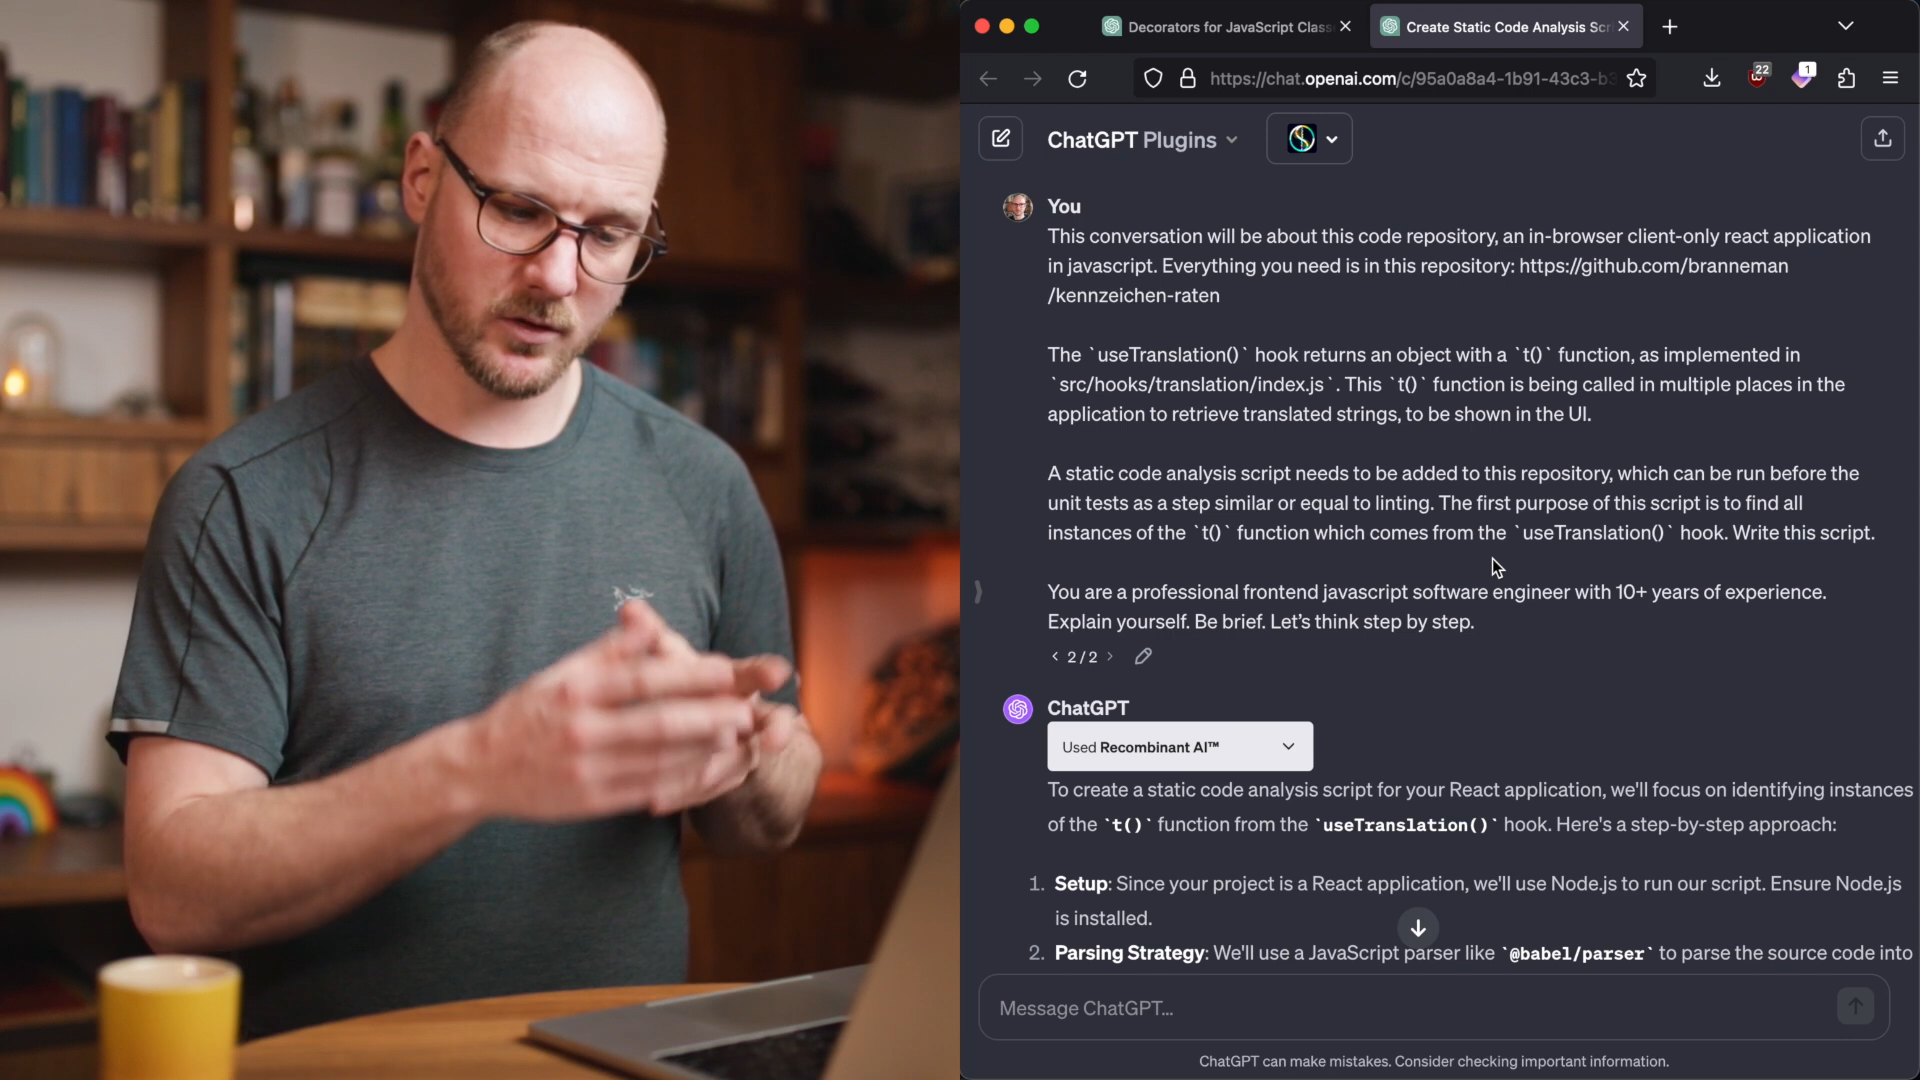 Decorators for JavaScript Class
Create Static Code Analysis Scr
https://chat.openai.com/c/95a0a8a4-1b91-43c3-b3
22
1
ChatGPT Plugins
You
This conversation will be about this code repository, an in-browser client-only react application
in javascript. Everything you need is in this repository: https://github.com/branneman
/kennzeichen-raten
The `useTranslation()` hook returns an object with a `t()` function, as implemented in
`src/hooks/translation/index.js`. This `t()` function is being called in multiple places in the
application to retrieve translated strings, to be shown in the UI.
A static code analysis script needs to be added to this repository, which can be run before the
unit tests as a step similar or equal to linting. The first purpose of this script is to find all
instances of the `t()` function which comes from the `useTranslation()` hook. Write this script.
You are a professional frontend javascript software engineer with 10+ years of experience.
Explain yourself. Be brief. Let's think step by step.
< 2/2 >
ChatGPT
Used Recombinant AI™
To create a static code analysis script for your React application, we'll focus on identifying instances
of the `t()` function from the `useTranslation()` hook. Here's a step-by-step approach:
1. Setup: Since your project is a React application, we'll use Node.js to run our script. Ensure Node.js
is installed.
2. Parsing Strategy: We'll use a JavaScript parser like `@babel/parser` to parse the source code into
Message ChatGPT...
ChatGPT can make mistakes. Consider checking important information.